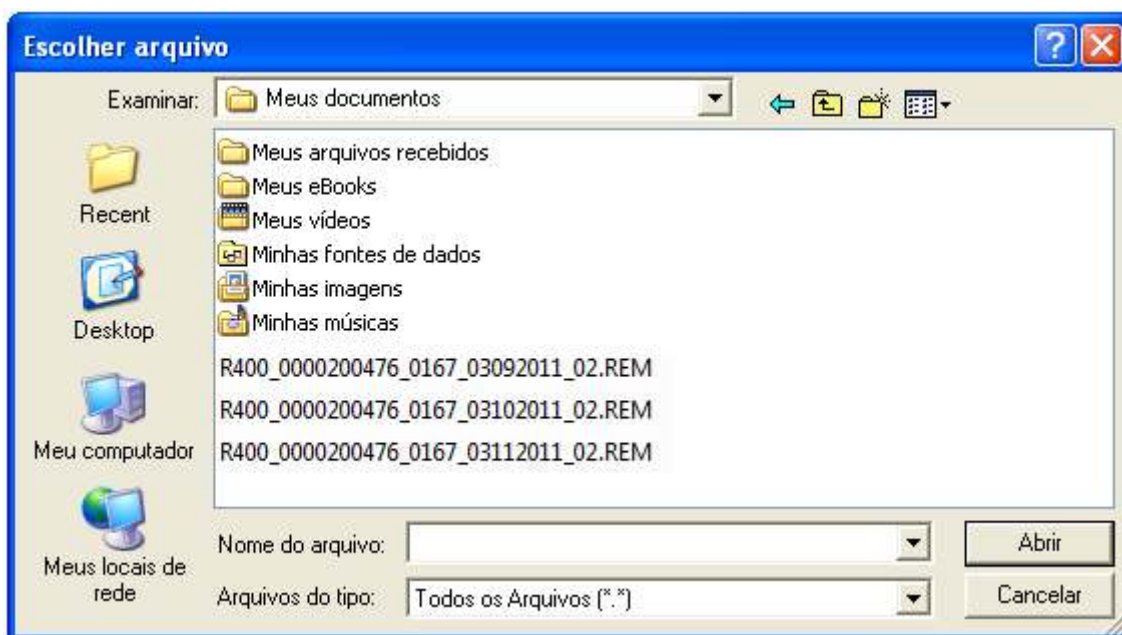 Escolher arquivo
Examinar:
Meus documentos
Recent
Desktop
Meu computador
Meus locais de
rede
Meus arquivos recebidos
Meus eBooks
Meus vídeos
Minhas fontes de dados
Minhas imagens
Minhas músicas
R400_0000200476_0167_03092011_02.REM
R400_0000200476_0167_03102011_02.REM
R400_0000200476_0167_03112011_02.REM
Nome do arquivo:
Abrir
Arquivos do tipo:
Todos os Arquivos (*.*)
Cancelar